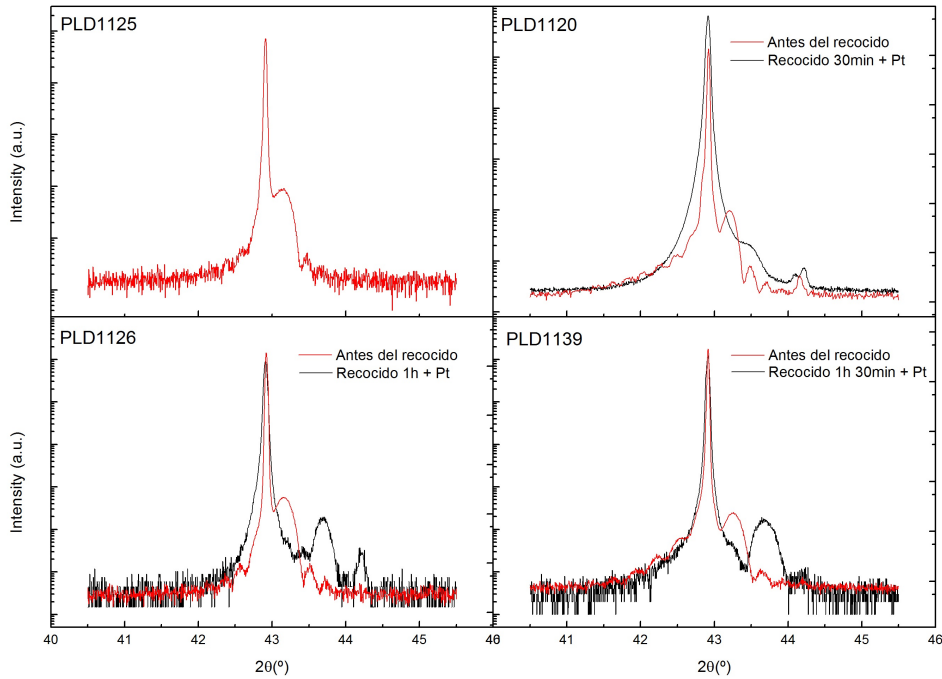 PLD1125
PLD1120
Antes del recocido
Recocido 30min + Pt
Intensity (a.u.)
PLD1126
Antes del recocido
Recocido 1h + Pt
PLD1139
Antes del recocido
Recocido 1h 30min + Pt
Intensity (a.u.)
40 41 42 43 44 45 46 41 42 43 44 45 46
2θ(º) 2θ(º)